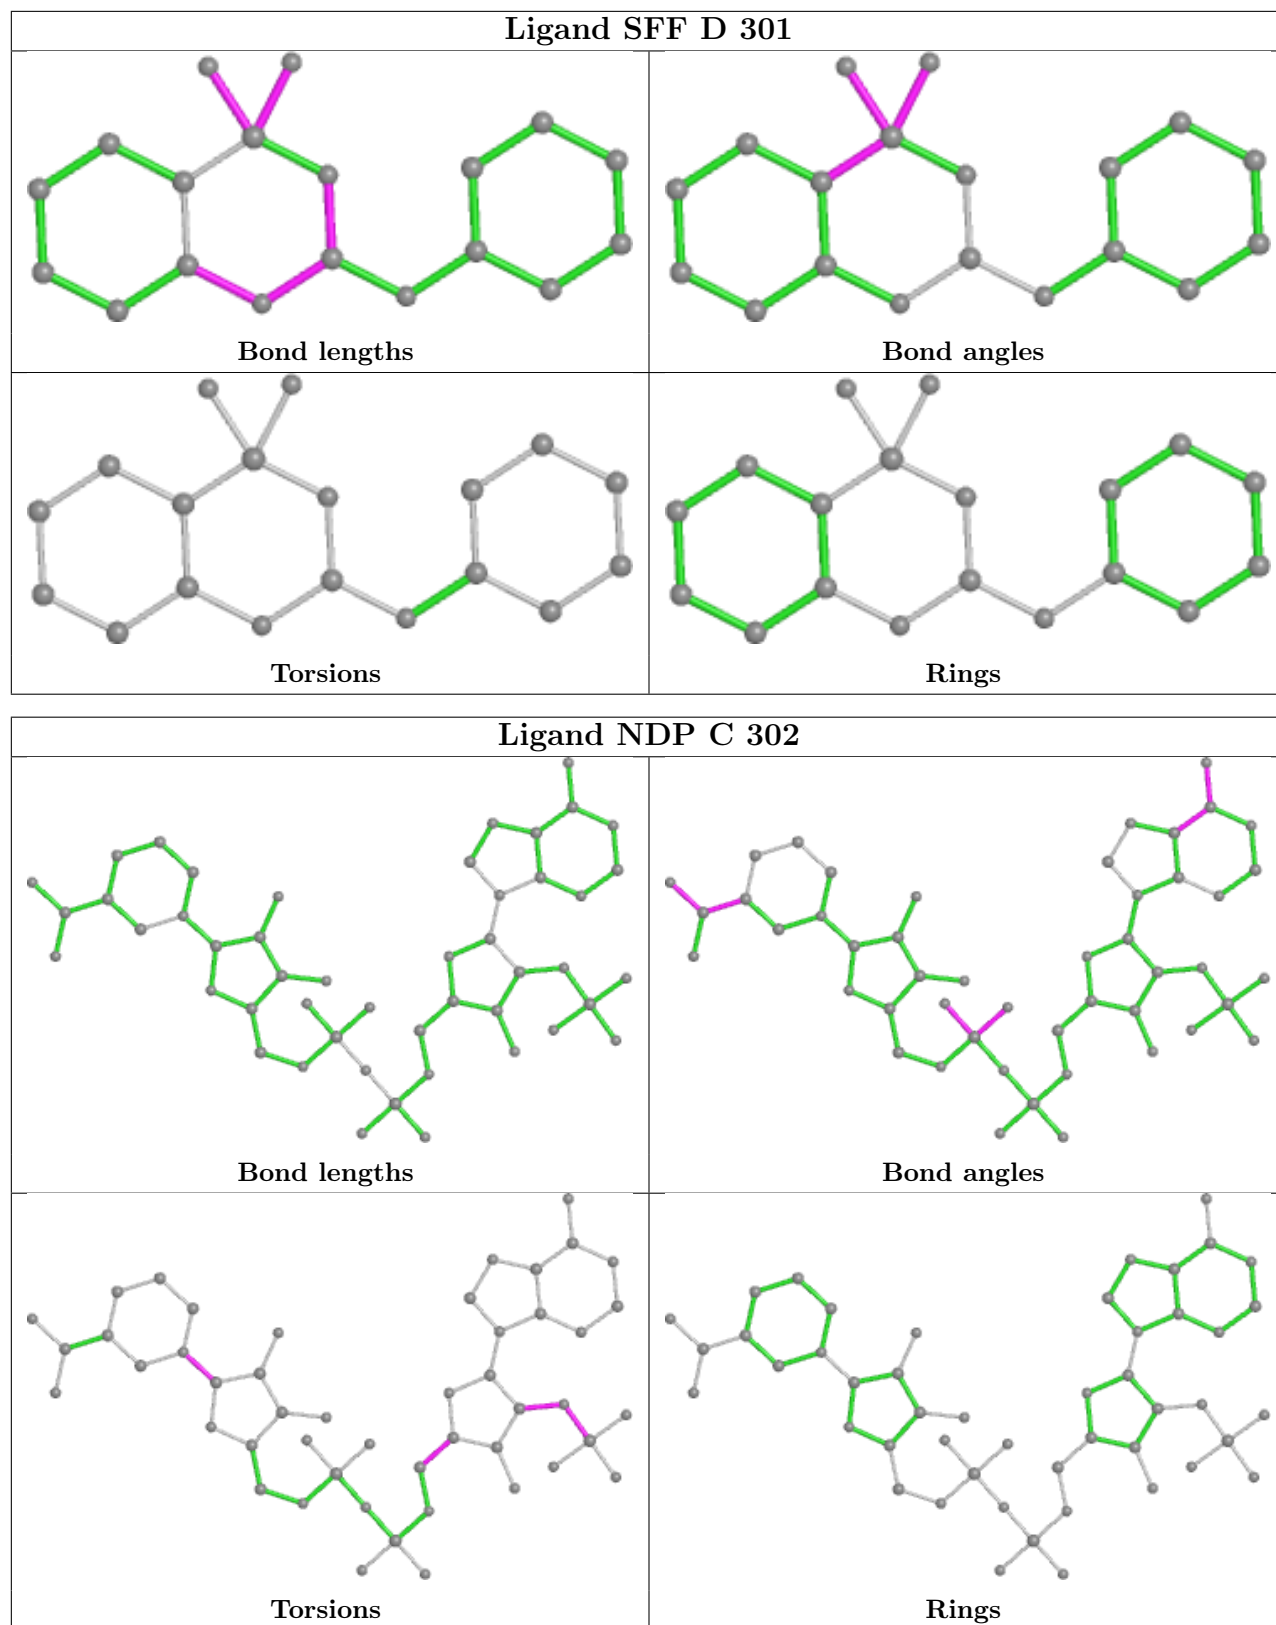 Ligand SFF D 301
Bond lengths
Bond angles
Torsions
Rings
Ligand NDP C 302
Bond lengths
Bond angles
Torsions
Rings